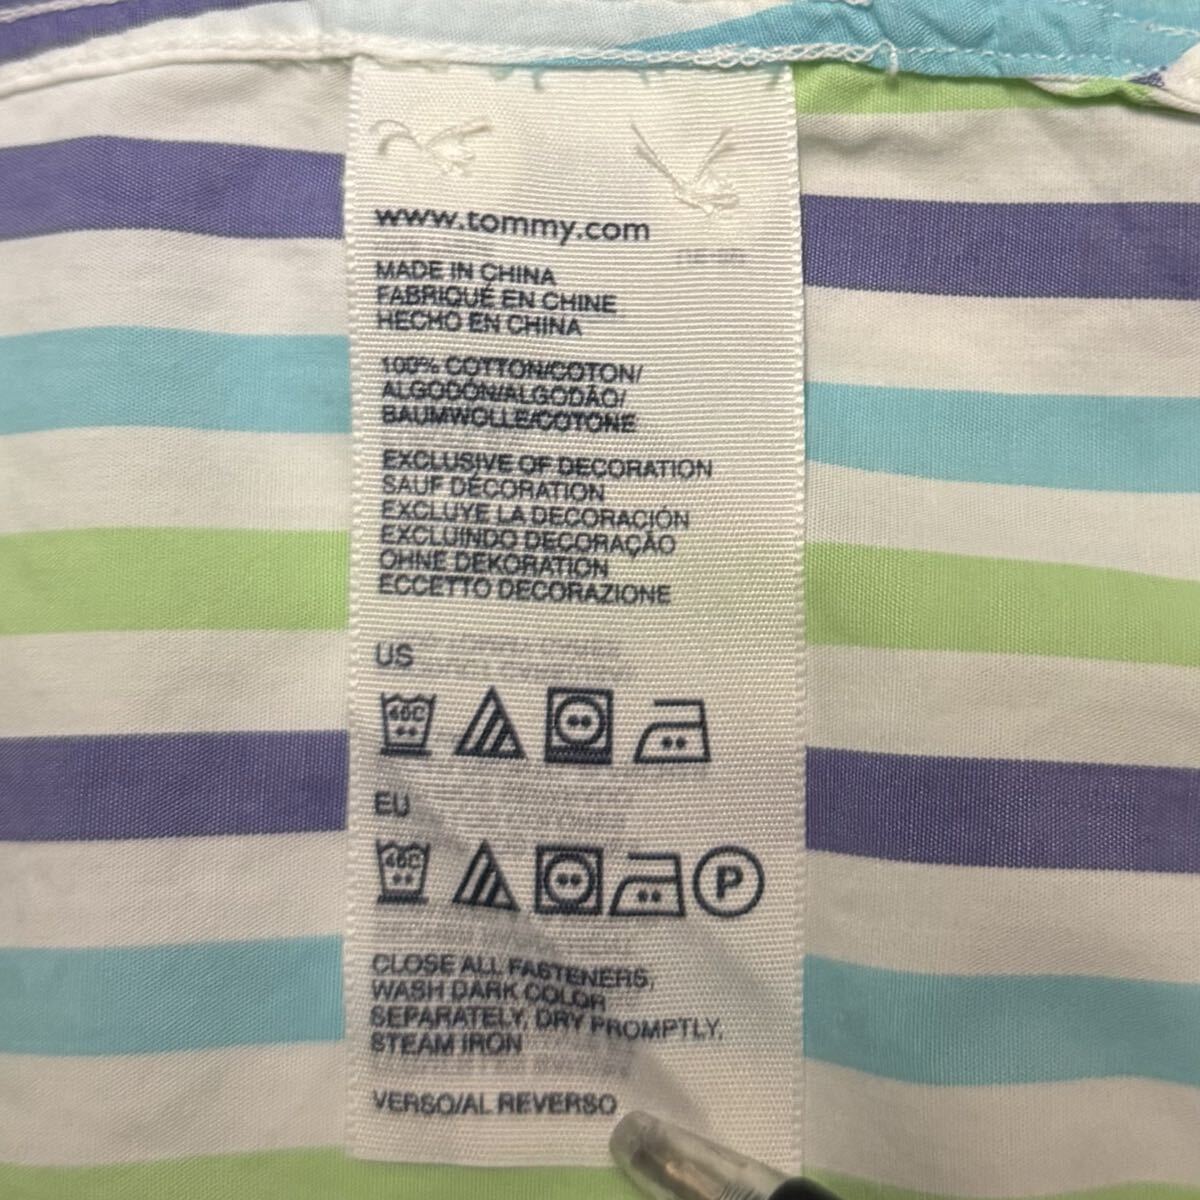 www.tommy.com
MADE IN CHINA
FABRIQUÉ EN CHINE
HECHO EN CHINA
100% COTTON/COTON/
ALGODÓN/ALGODÃO/
BAUMWOLLE/COTONE
EXCLUSIVE OF DECORATION
SAUF DÉCORATION
EXCLUYE LA DECORACIÓN
EXCLUINDO DECORAÇÃO
OHNE DEKORATION
ECCETTO DECORAZIONE
US
40C
EU
40C
P
CLOSE ALL FASTENERS,
WASH DARK COLOR
SEPARATELY, DRY PROMPTLY,
STEAM IRON
VERSO/AL REVERSO